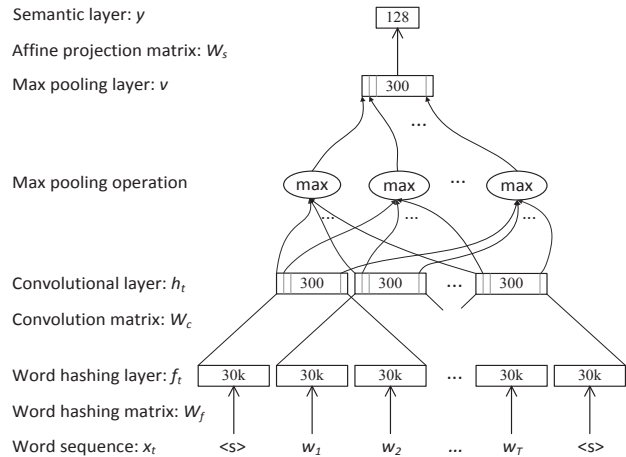 Semantic layer: y 128
Affine projection matrix: Ws
Max pooling layer: v 300
...
Max pooling operation max max ... max
... ... ...
Convolutional layer: ht 300 300 ... 300
Convolution matrix: Wc
Word hashing layer: ft 30k 30k 30k ... 30k 30k
Word hashing matrix: Wf
Word sequence: xt <s> w1 w2 ... wT <s>